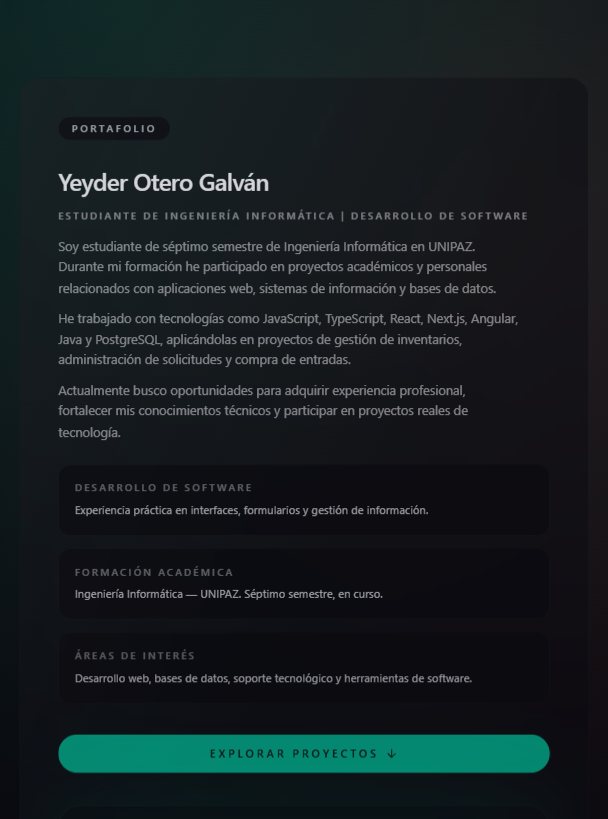 PORTAFOLIO
Yeyder Otero Galván
ESTUDIANTE DE INGENIERÍA INFORMÁTICA | DESARROLLO DE SOFTWARE
Soy estudiante de séptimo semestre de Ingeniería Informática en UNIPAZ.
Durante mi formación he participado en proyectos académicos y personales
relacionados con aplicaciones web, sistemas de información y bases de datos.
He trabajado con tecnologías como JavaScript, TypeScript, React, Next.js, Angular,
Java y PostgreSQL, aplicándolas en proyectos de gestión de inventarios,
administración de solicitudes y compra de entradas.
Actualmente busco oportunidades para adquirir experiencia profesional,
fortalecer mis conocimientos técnicos y participar en proyectos reales de
tecnología.
DESARROLLO DE SOFTWARE
Experiencia práctica en interfaces, formularios y gestión de información.
FORMACIÓN ACADÉMICA
Ingeniería Informática — UNIPAZ. Séptimo semestre, en curso.
ÁREAS DE INTERÉS
Desarrollo web, bases de datos, soporte tecnológico y herramientas de software.
EXPLORAR PROYECTOS ↓